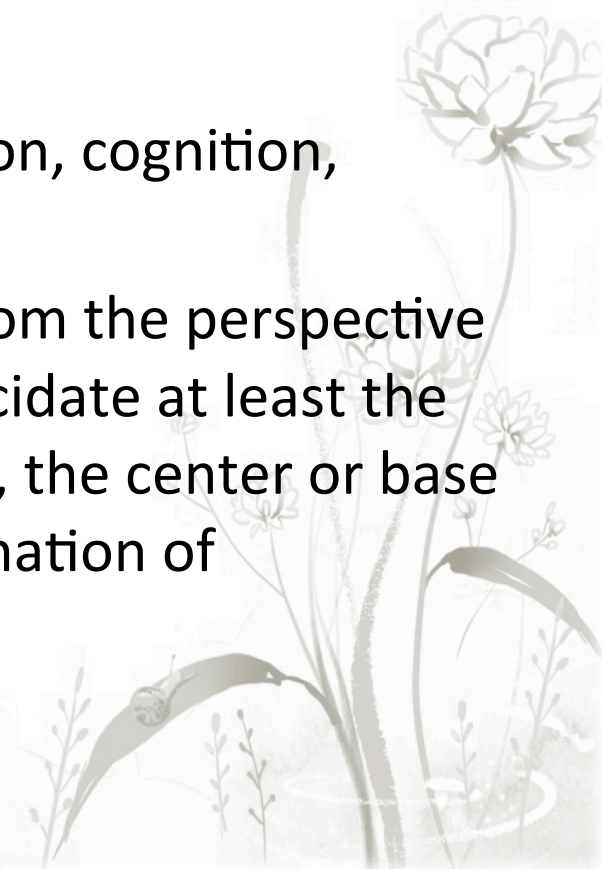 on, cognition,
om the perspective
cidate at least the
, the center or base
nation of